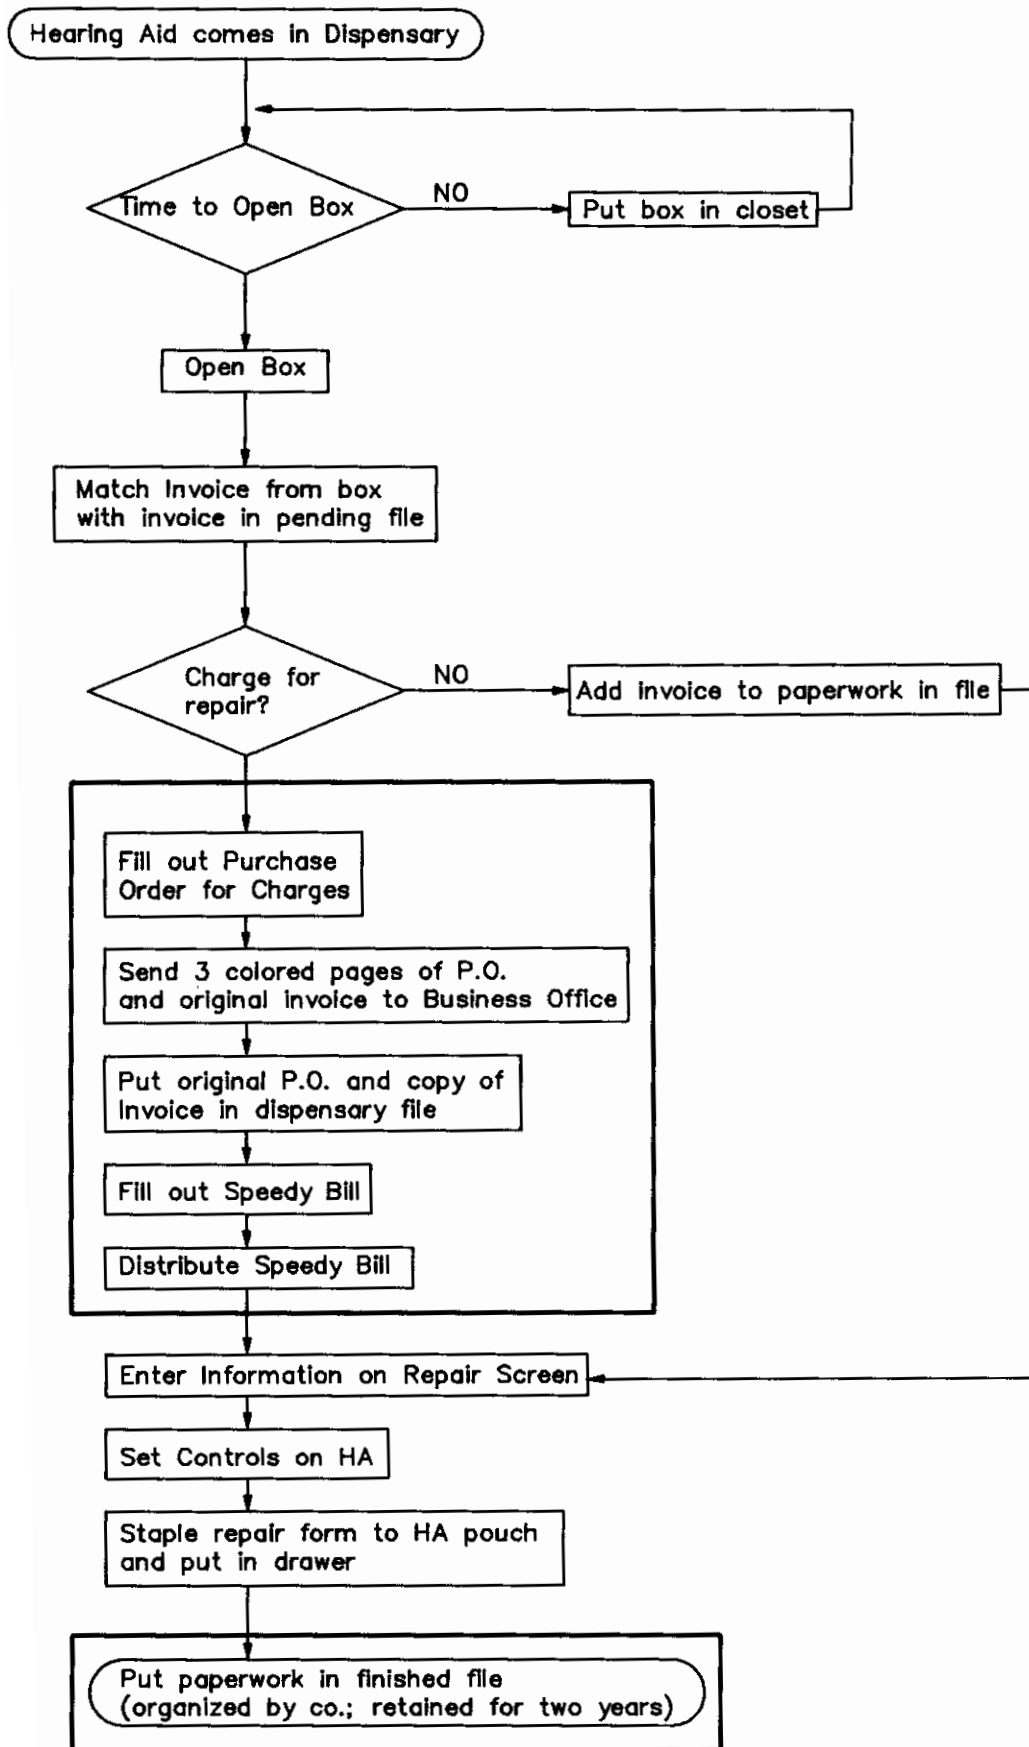 Hearing Aid comes in Dispensary
Time to Open Box
NO
Put box in closet
Open Box
Match Invoice from box
with invoice in pending file
Charge for
repair?
NO
Add invoice to paperwork in file
Fill out Purchase
Order for Charges
Send 3 colored pages of P.O.
and original invoice to Business Office
Put original P.O. and copy of
Invoice in dispensary file
Fill out Speedy Bill
Distribute Speedy Bill
Enter Information on Repair Screen
Set Controls on HA
Staple repair form to HA pouch
and put in drawer
Put paperwork in finished file
(organized by co.; retained for two years)